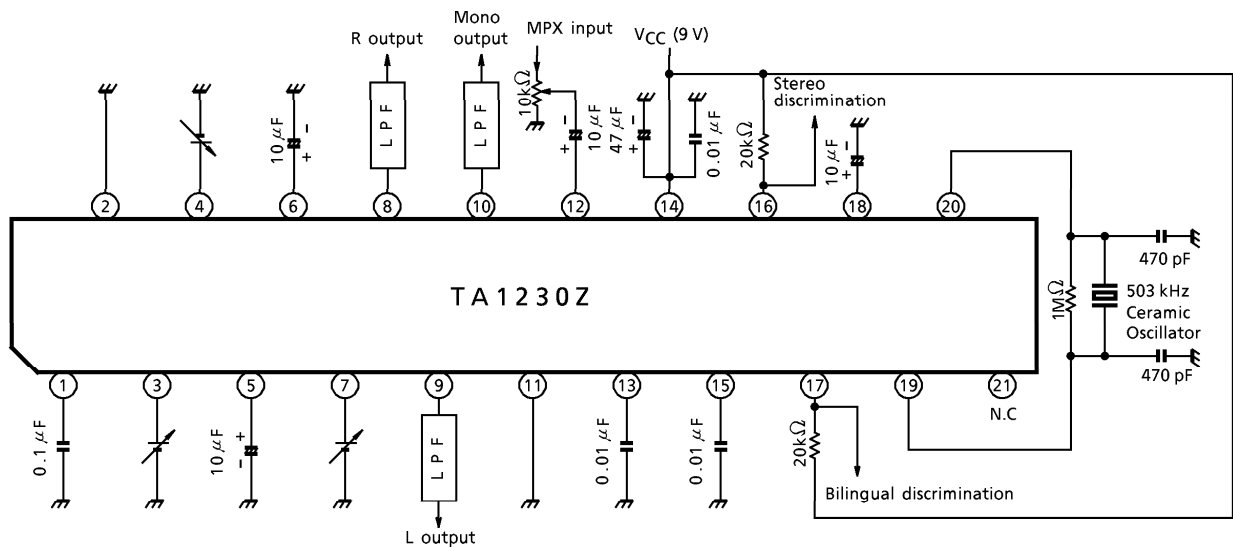 Mono
output
MPX input
VCC (9 V)
R output
Stereo
discrimination
10 μF
LPF
LPF
10kΩ
10 μF
47 μF
0.01 μF
20kΩ
10 μF
- + - + - + - +
2 4 6 8 10 12 14 16 18 20
470 pF
TA1230Z
1MΩ
503 kHz
Ceramic
Oscillator
470 pF
1 3 5 7 9 11 13 15 17 19 21
N.C
0.1 μF
10 μF
+ -
LPF
0.01 μF
0.01 μF
20kΩ
Bilingual discrimination
L output